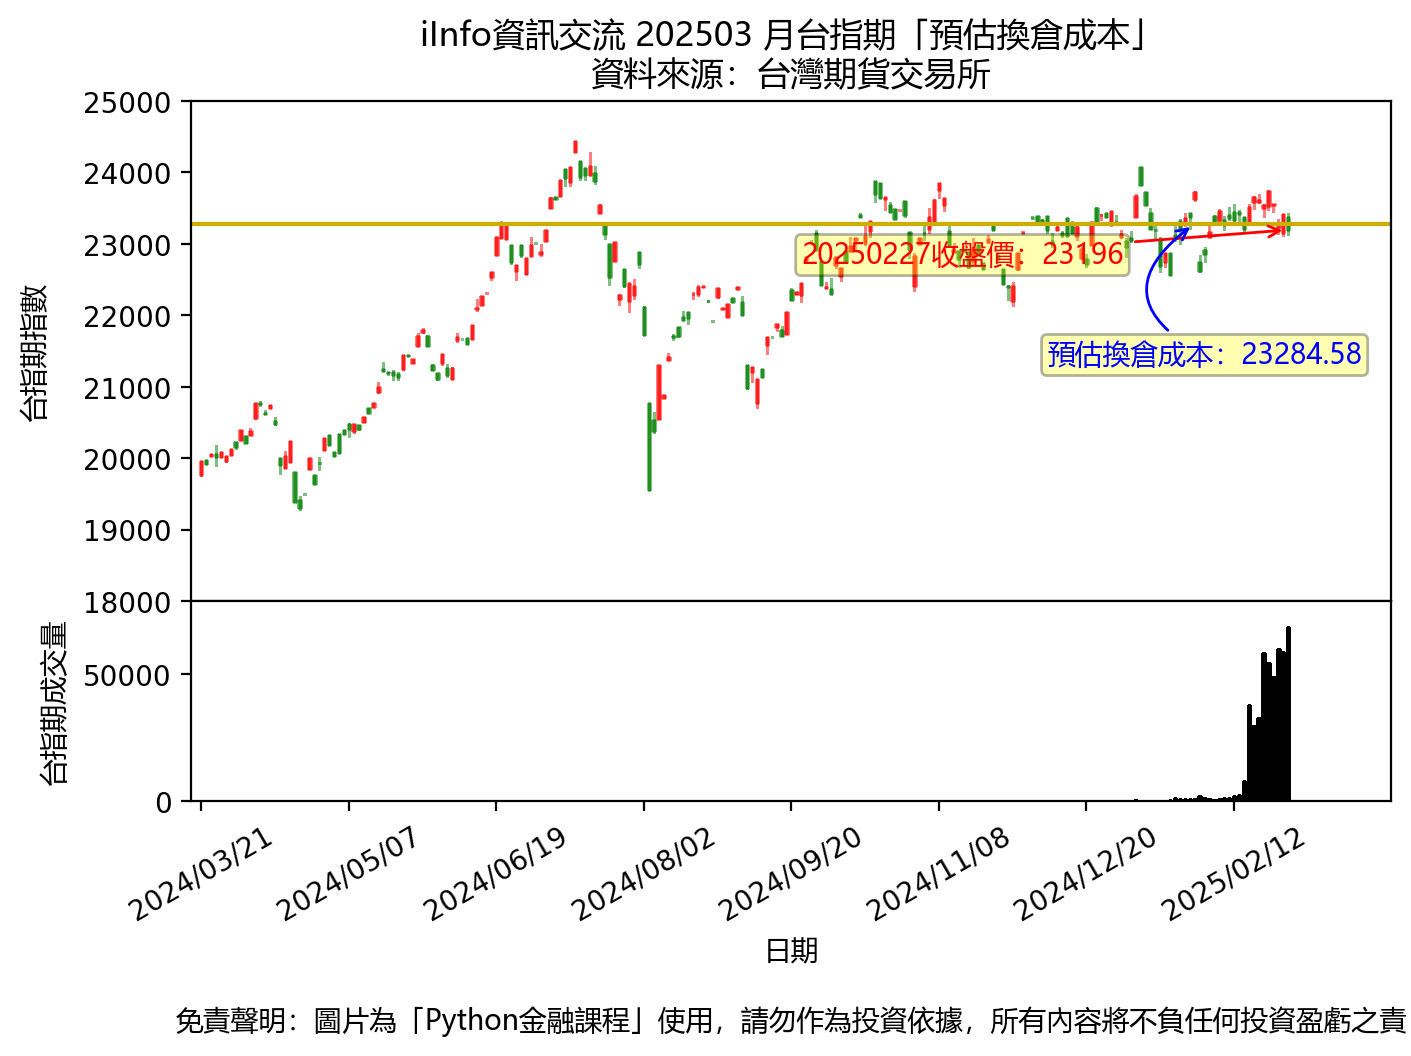 iInfo資訊交流 202503 月台指期「預估換倉成本」
資料來源：台灣期貨交易所
25000
24000
23000
22000
21000
20000
19000
18000
台指期指數
20250227收盤價：23196
預估換倉成本：23284.58
50000
0
台指期成交量
2024/03/21
2024/05/07
2024/06/19
2024/08/02
2024/09/20
2024/11/08
2024/12/20
2025/02/12
日期
免責聲明：圖片為「Python金融課程」使用，請勿作為投資依據，所有內容將不負任何投資盈虧之責